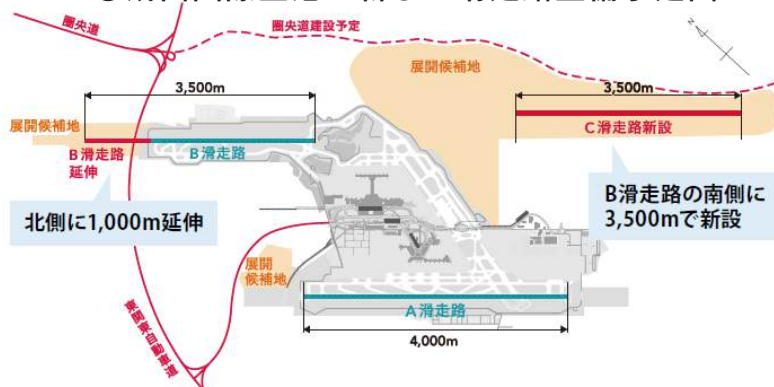 圏央道
圏央道建設予定
展開候補地
3,500m
3,500m
展開候補地
B滑走路
延伸
B滑走路
C滑走路新設
北側に1,000m延伸
B滑走路の南側に
3,500mで新設
展開
候補地
A滑走路
4,000m
東関東自動車道